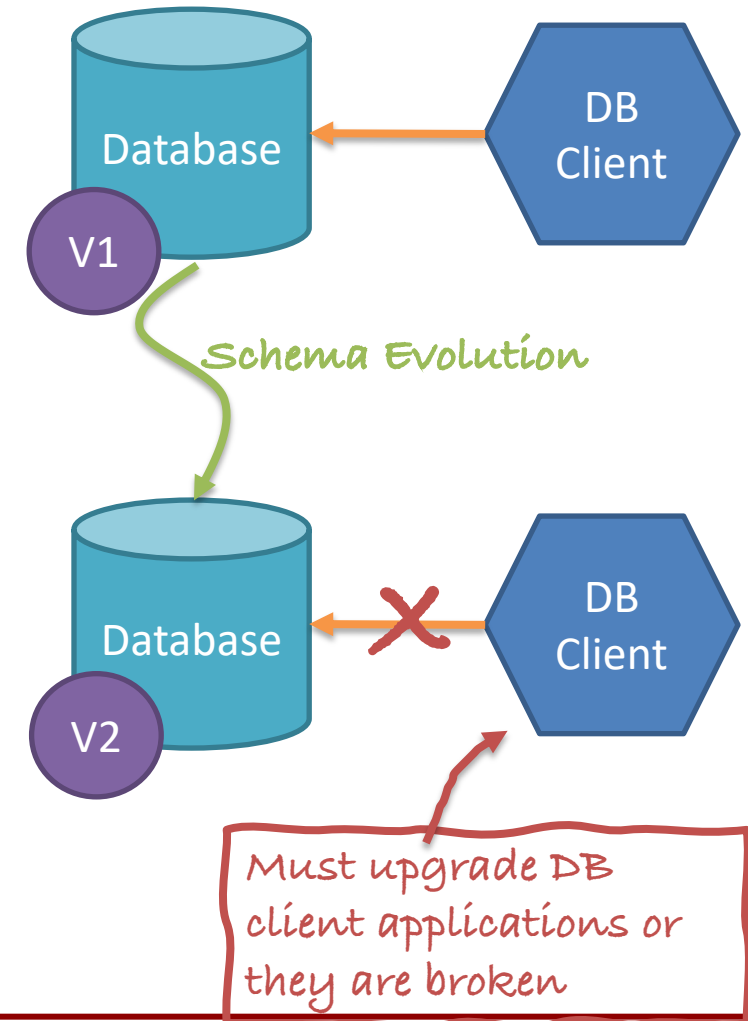 Database
DB
Client
V1
Schema Evolution
Database
DB
Client
V2
Must upgrade DB
client applications or
they are broken